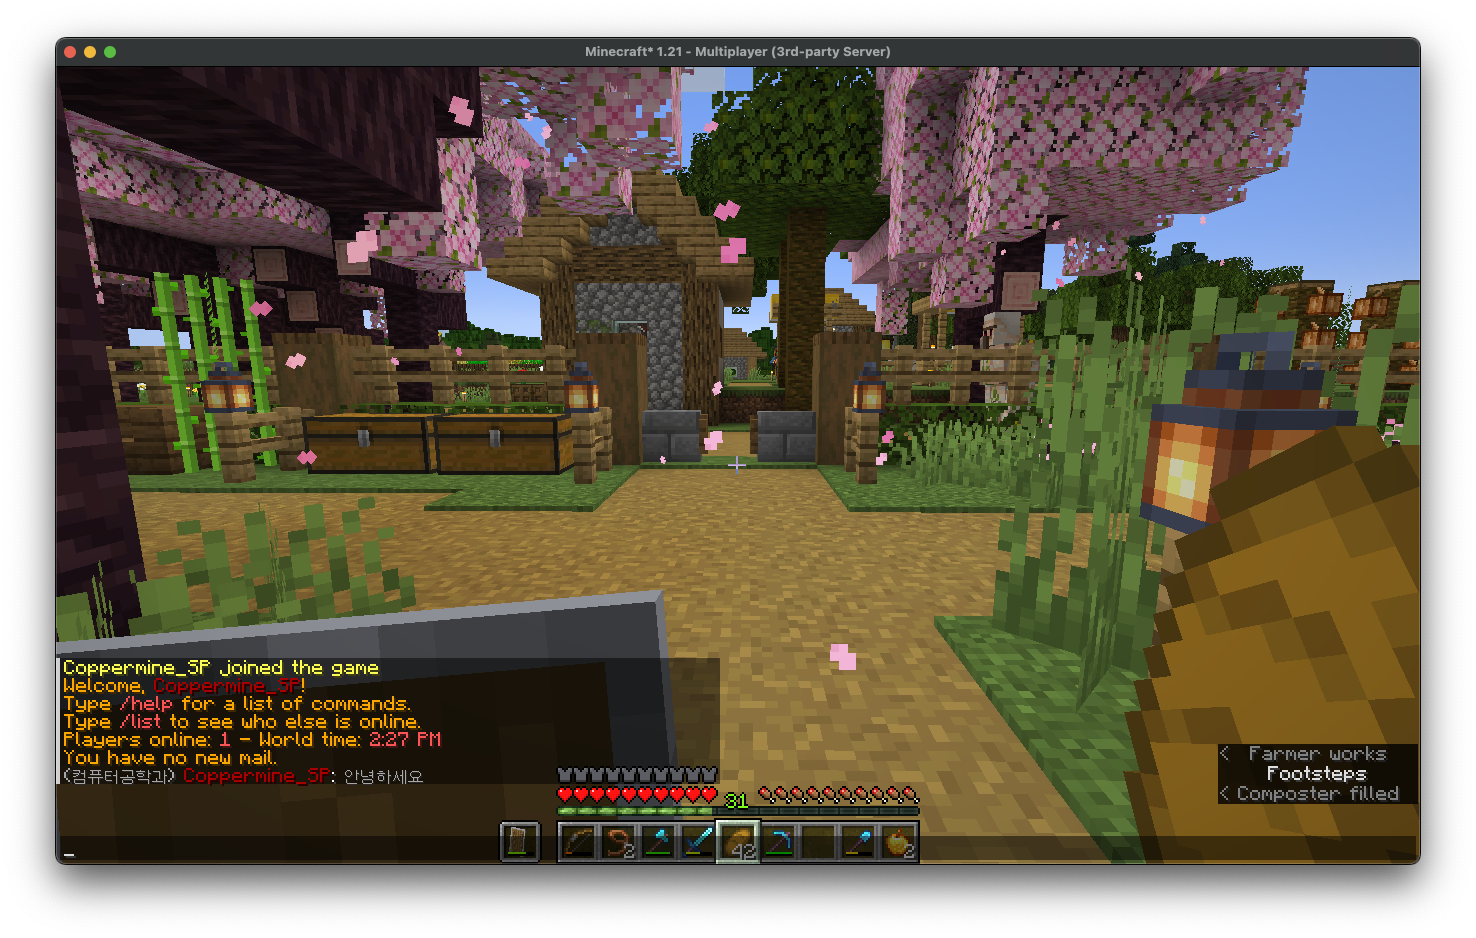 Minecraft* 1.21 - Multiplayer (3rd-party Server)
Coppermine_SP joined the game
Welcome, Coppermine_SP!
Type /help for a list of commands.
Type /list to see who else is online.
Players online: 1 - World time: 2:27 PM
You have no new mail.
(컴퓨터공학과) Coppermine_SP: 안녕하세요
< Farmer works
Footsteps
< Composter filled
31
2
42
2
_